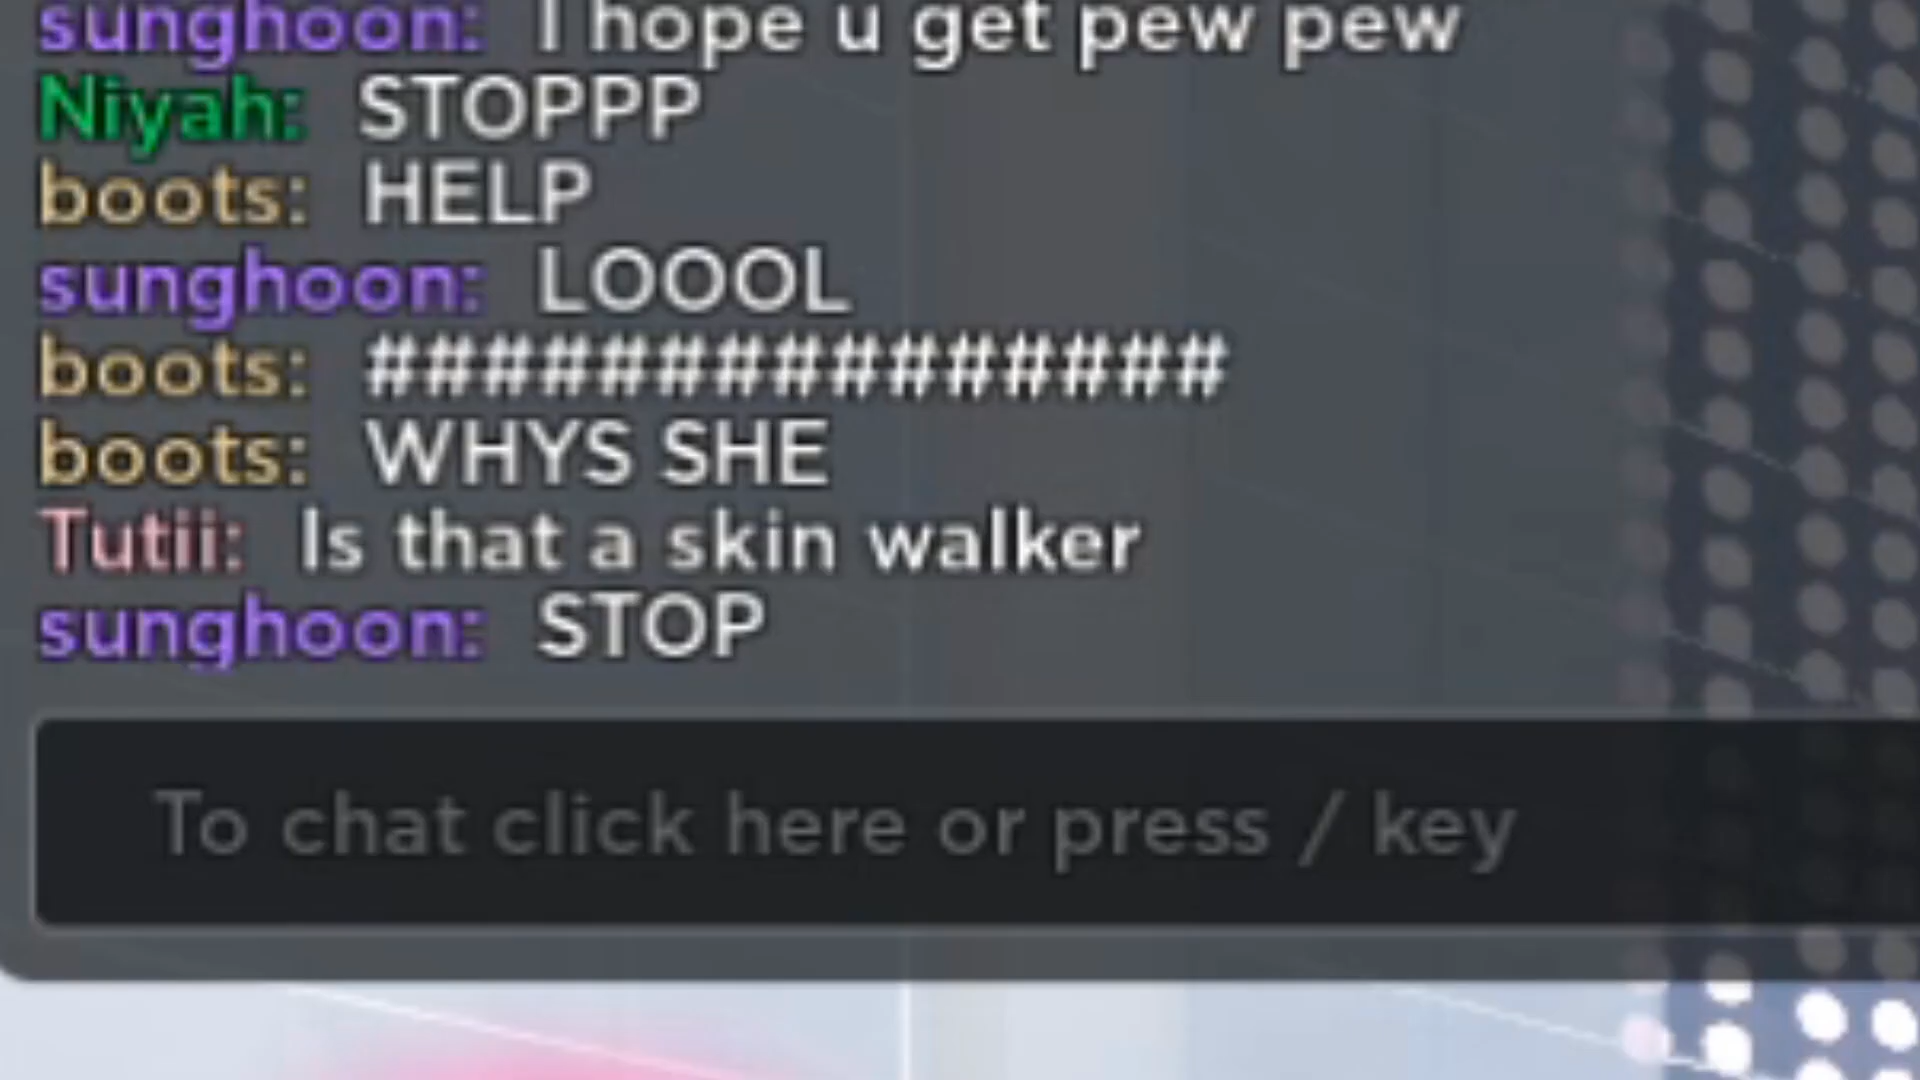 sunghoon: I hope u get pew pew
Niyah: STOPPP
boots: HELP
sunghoon: LOOOL
boots: ###############
boots: WHYS SHE
Tutii: Is that a skin walker
sunghoon: STOP
To chat click here or press / key